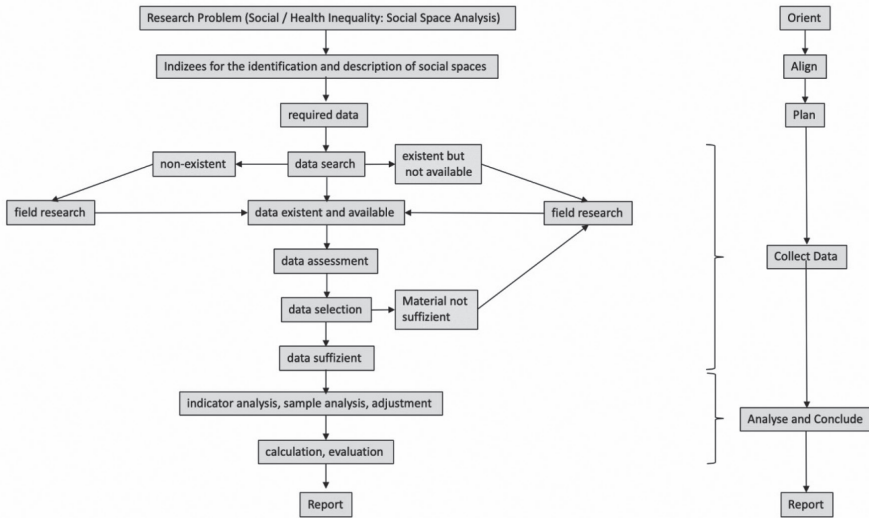 Research Problem (Social / Health Inequality: Social Space Analysis)
Orient
Indizees for the identification and description of social spaces
Align
required data
Plan
non-existent
data search
existent but
not available
field research
data existent and available
field research
data assessment
Collect Data
data selection
Material not
suffizient
data suffizient
indicator analysis, sample analysis, adjustment
Analyse and Conclude
calculation, evaluation
Report
Report